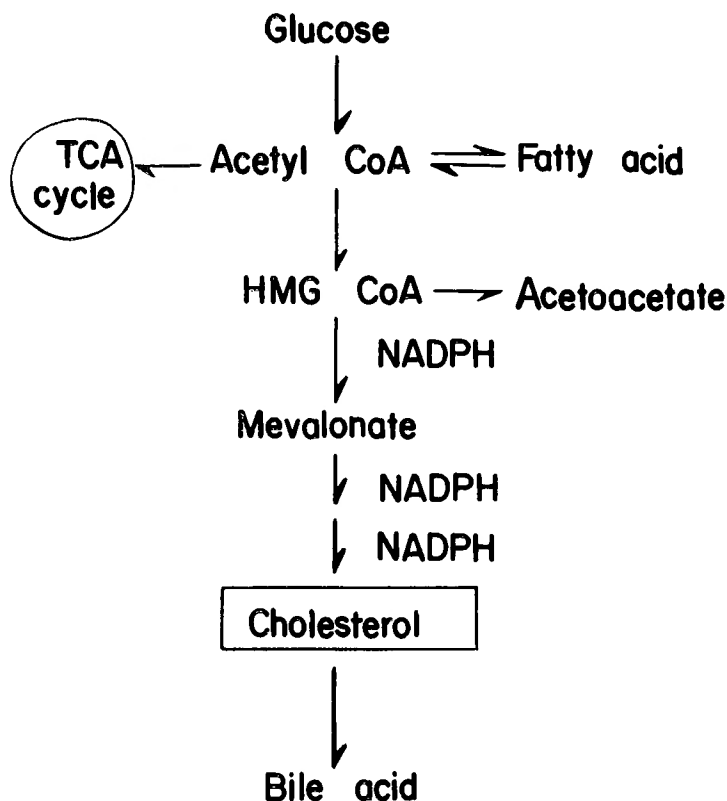 Glucose
TCA cycle
Acetyl CoA
Fatty acid
HMG CoA
Acetoacetate
NADPH
Mevalonate
NADPH
NADPH
Cholesterol
Bile acid